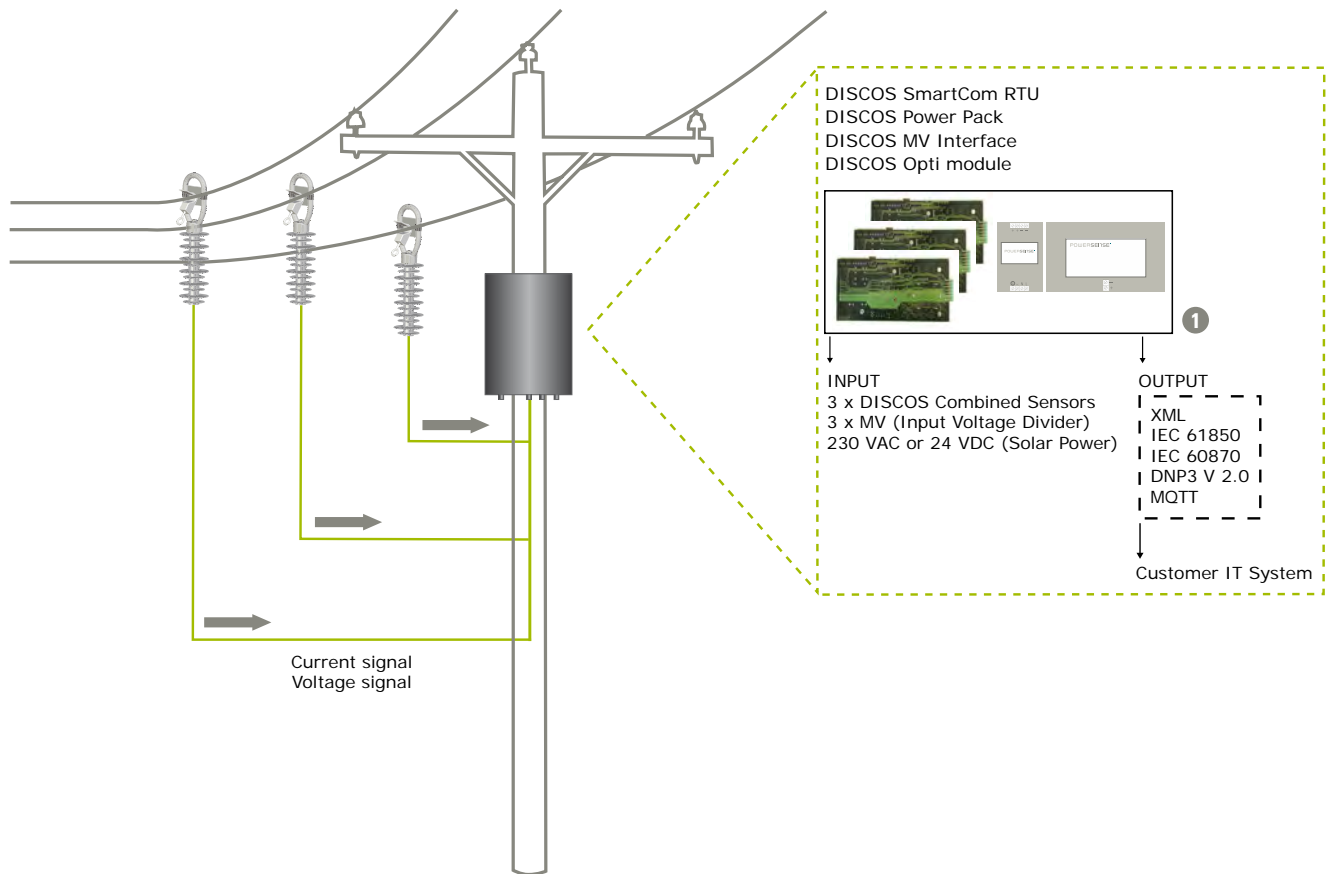 DISCOS SmartCom RTU
DISCOS Power Pack
DISCOS MV Interface
DISCOS Opti module
POWERSENSE
POWERSENSE
1
INPUT
3 x DISCOS Combined Sensors
3 x MV (Input Voltage Divider)
230 VAC or 24 VDC (Solar Power)
OUTPUT
XML
IEC 61850
IEC 60870
DNP3 V 2.0
MQTT
Customer IT System
Current signal
Voltage signal